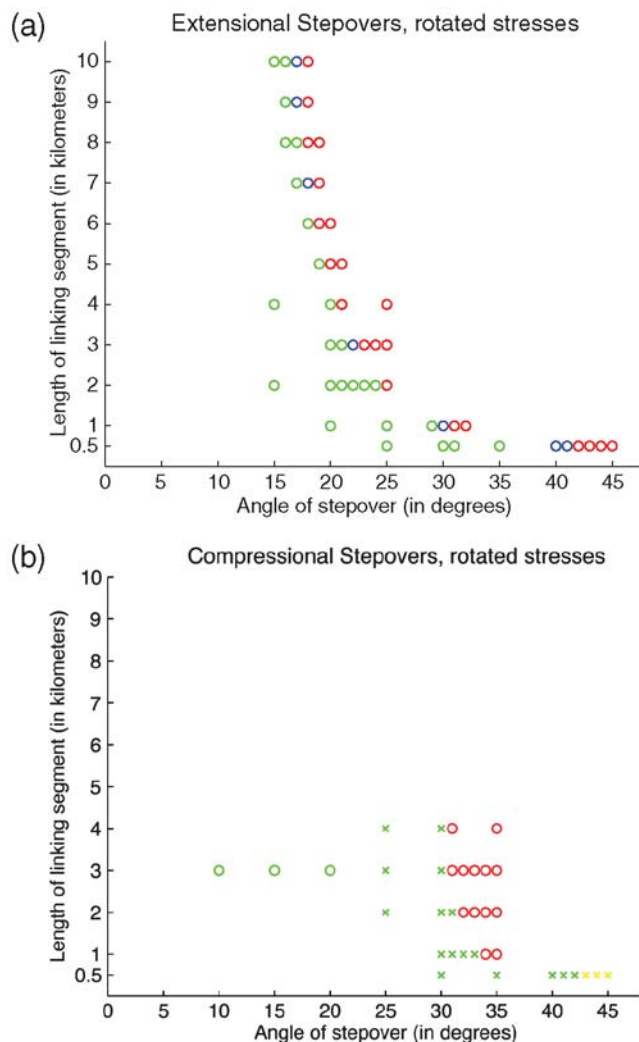 (a)
Extensional Stepovers, rotated stresses
Length of linking segment (in kilometers)
10
9
8
7
6
5
4
3
2
1
0.5
0 5 10 15 20 25 30 35 40 45
Angle of stepover (in degrees)
(b)
Compressional Stepovers, rotated stresses
Length of linking segment (in kilometers)
10
9
8
7
6
5
4
3
2
1
0.5
0 5 10 15 20 25 30 35 40 45
Angle of stepover (in degrees)